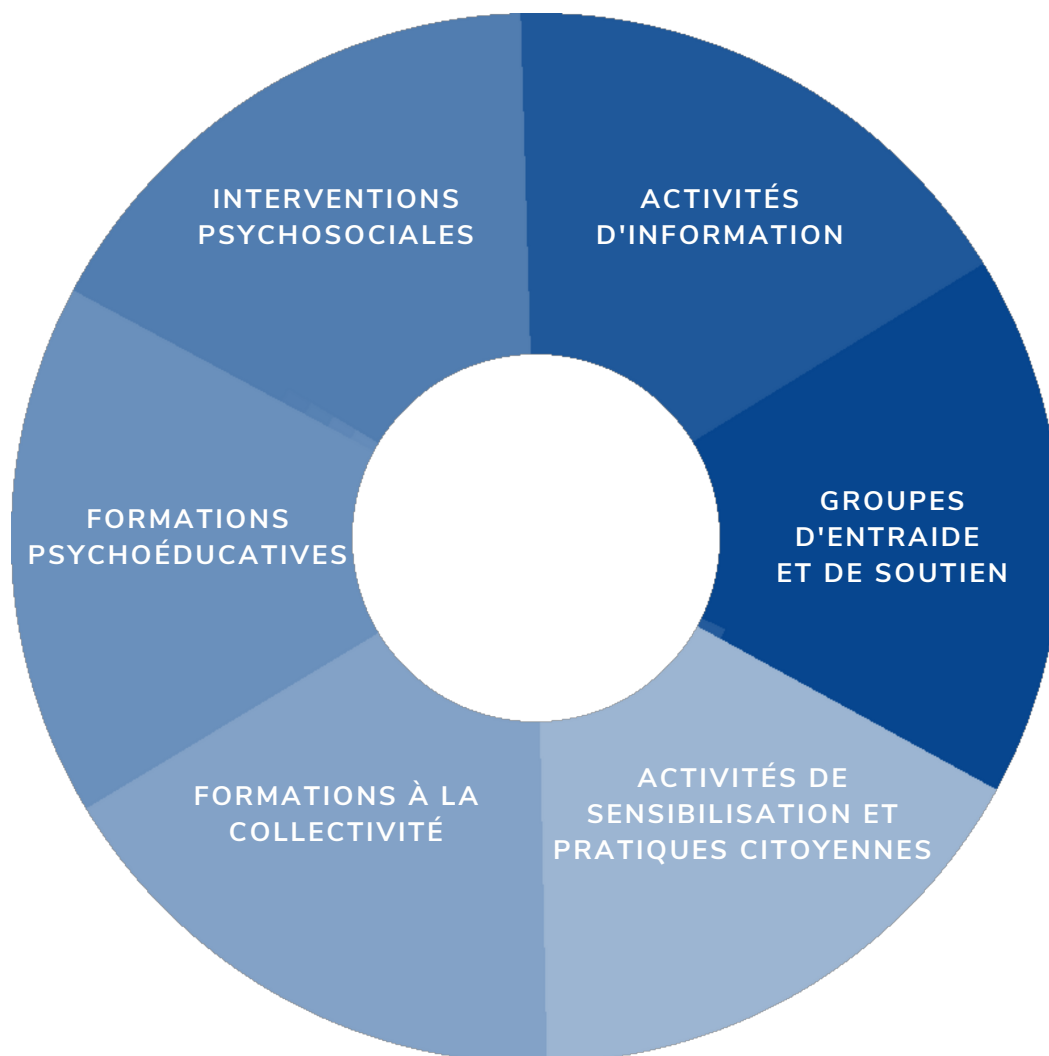 INTERVENTIONS
PSYCHOSOCIALES
ACTIVITÉS
D'INFORMATION
GROUPES
D'ENTRAIDE
ET DE SOUTIEN
FORMATIONS
PSYCHOÉDUCATIVES
FORMATIONS À LA
COLLECTIVITÉ
ACTIVITÉS DE
SENSIBILISATION ET
PRATIQUES CITOYENNES